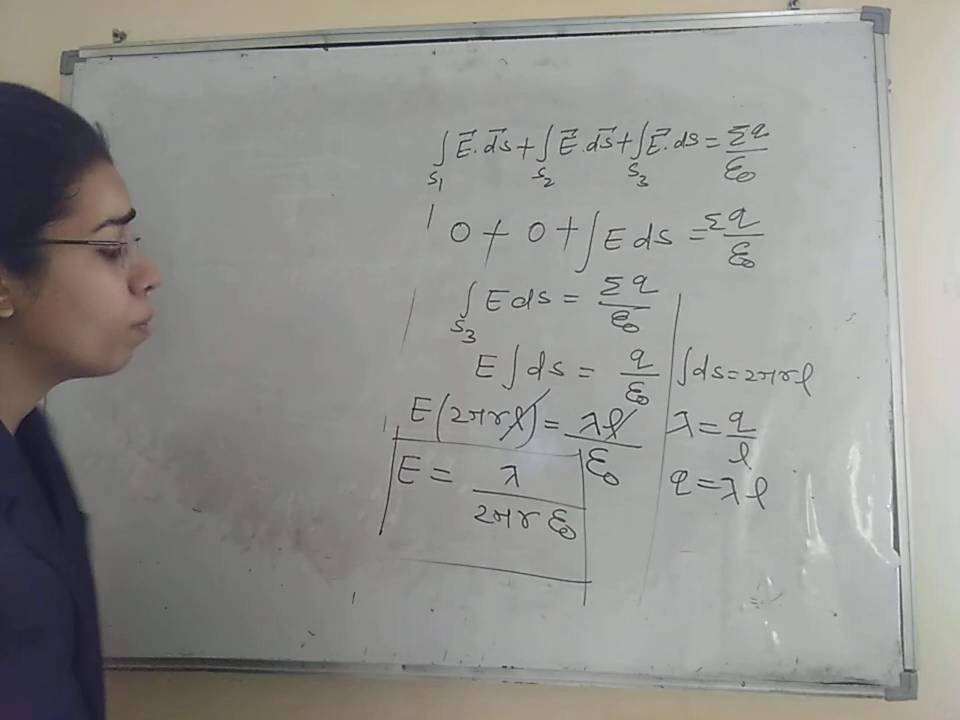 ∫_{S₁} E⃗.ds⃗ + ∫_{S₂} E⃗.ds⃗ + ∫_{S₃} E⃗.ds = Σq/ε₀
0 + 0 + ∫ E ds = Σq/ε₀
∫_{S₃} E ds = Σq/ε₀
E ∫ ds = q/ε₀
E(2πrl) = λl/ε₀
E = λ/2πrε₀
∫ds = 2πrl
λ = q/l
q = λl